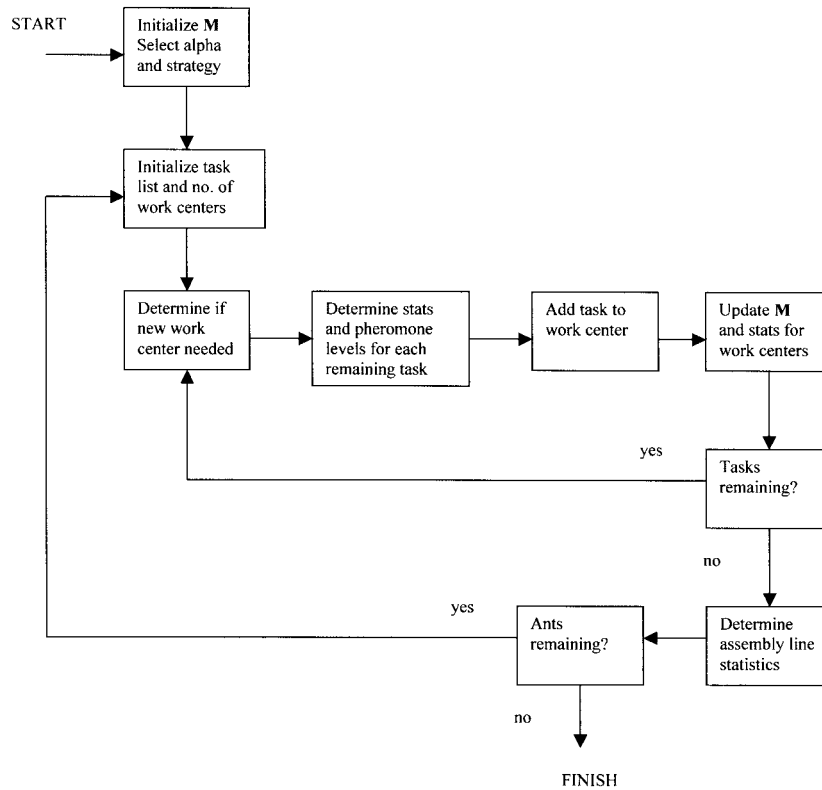 START
Initialize M
Select alpha
and strategy
Initialize task
list and no. of
work centers
Determine if
new work
center needed
Determine stats
and pheromone
levels for each
remaining task
Add task to
work center
Update M
and stats for
work centers
yes
Tasks
remaining?
no
yes
Ants
remaining?
Determine
assembly line
statistics
no
FINISH